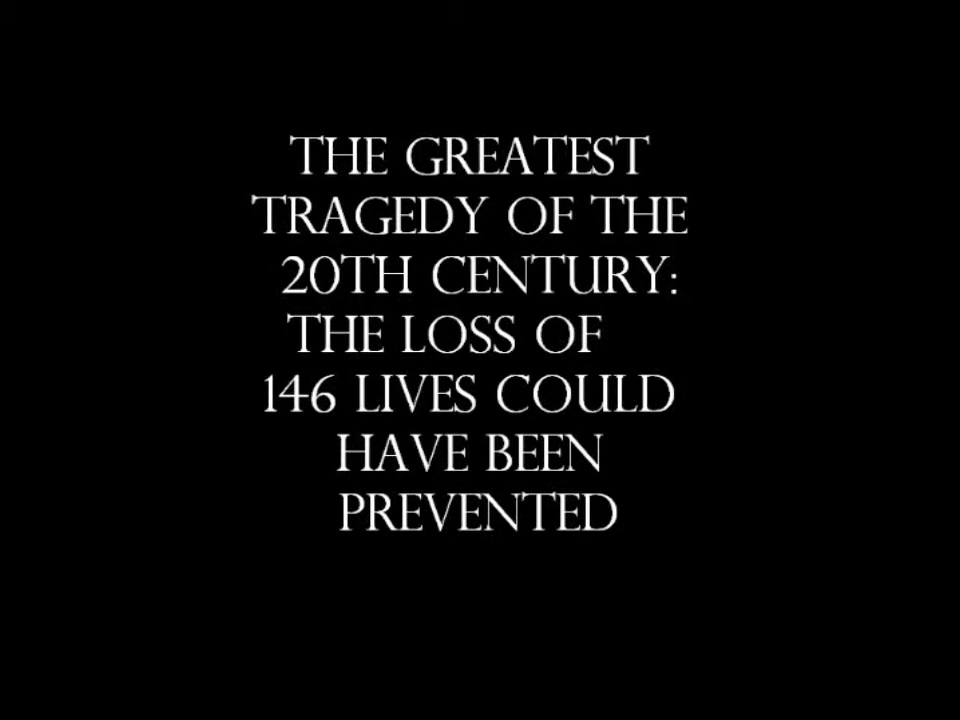 THE GREATEST
TRAGEDY OF THE
20TH CENTURY:
THE LOSS OF
146 LIVES COULD
HAVE BEEN
PREVENTED